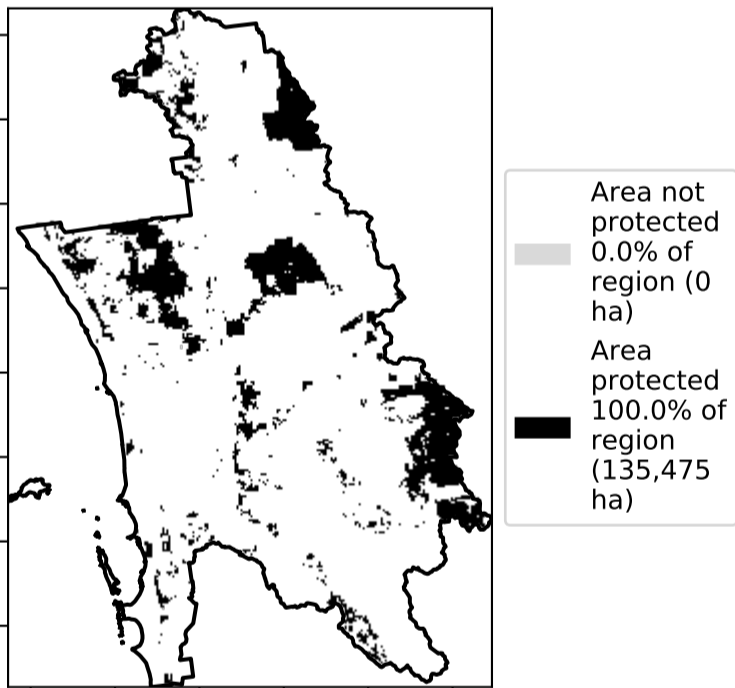 Area not
protected
0.0% of
region (0
ha)
Area
protected
100.0% of
region
(135,475
ha)